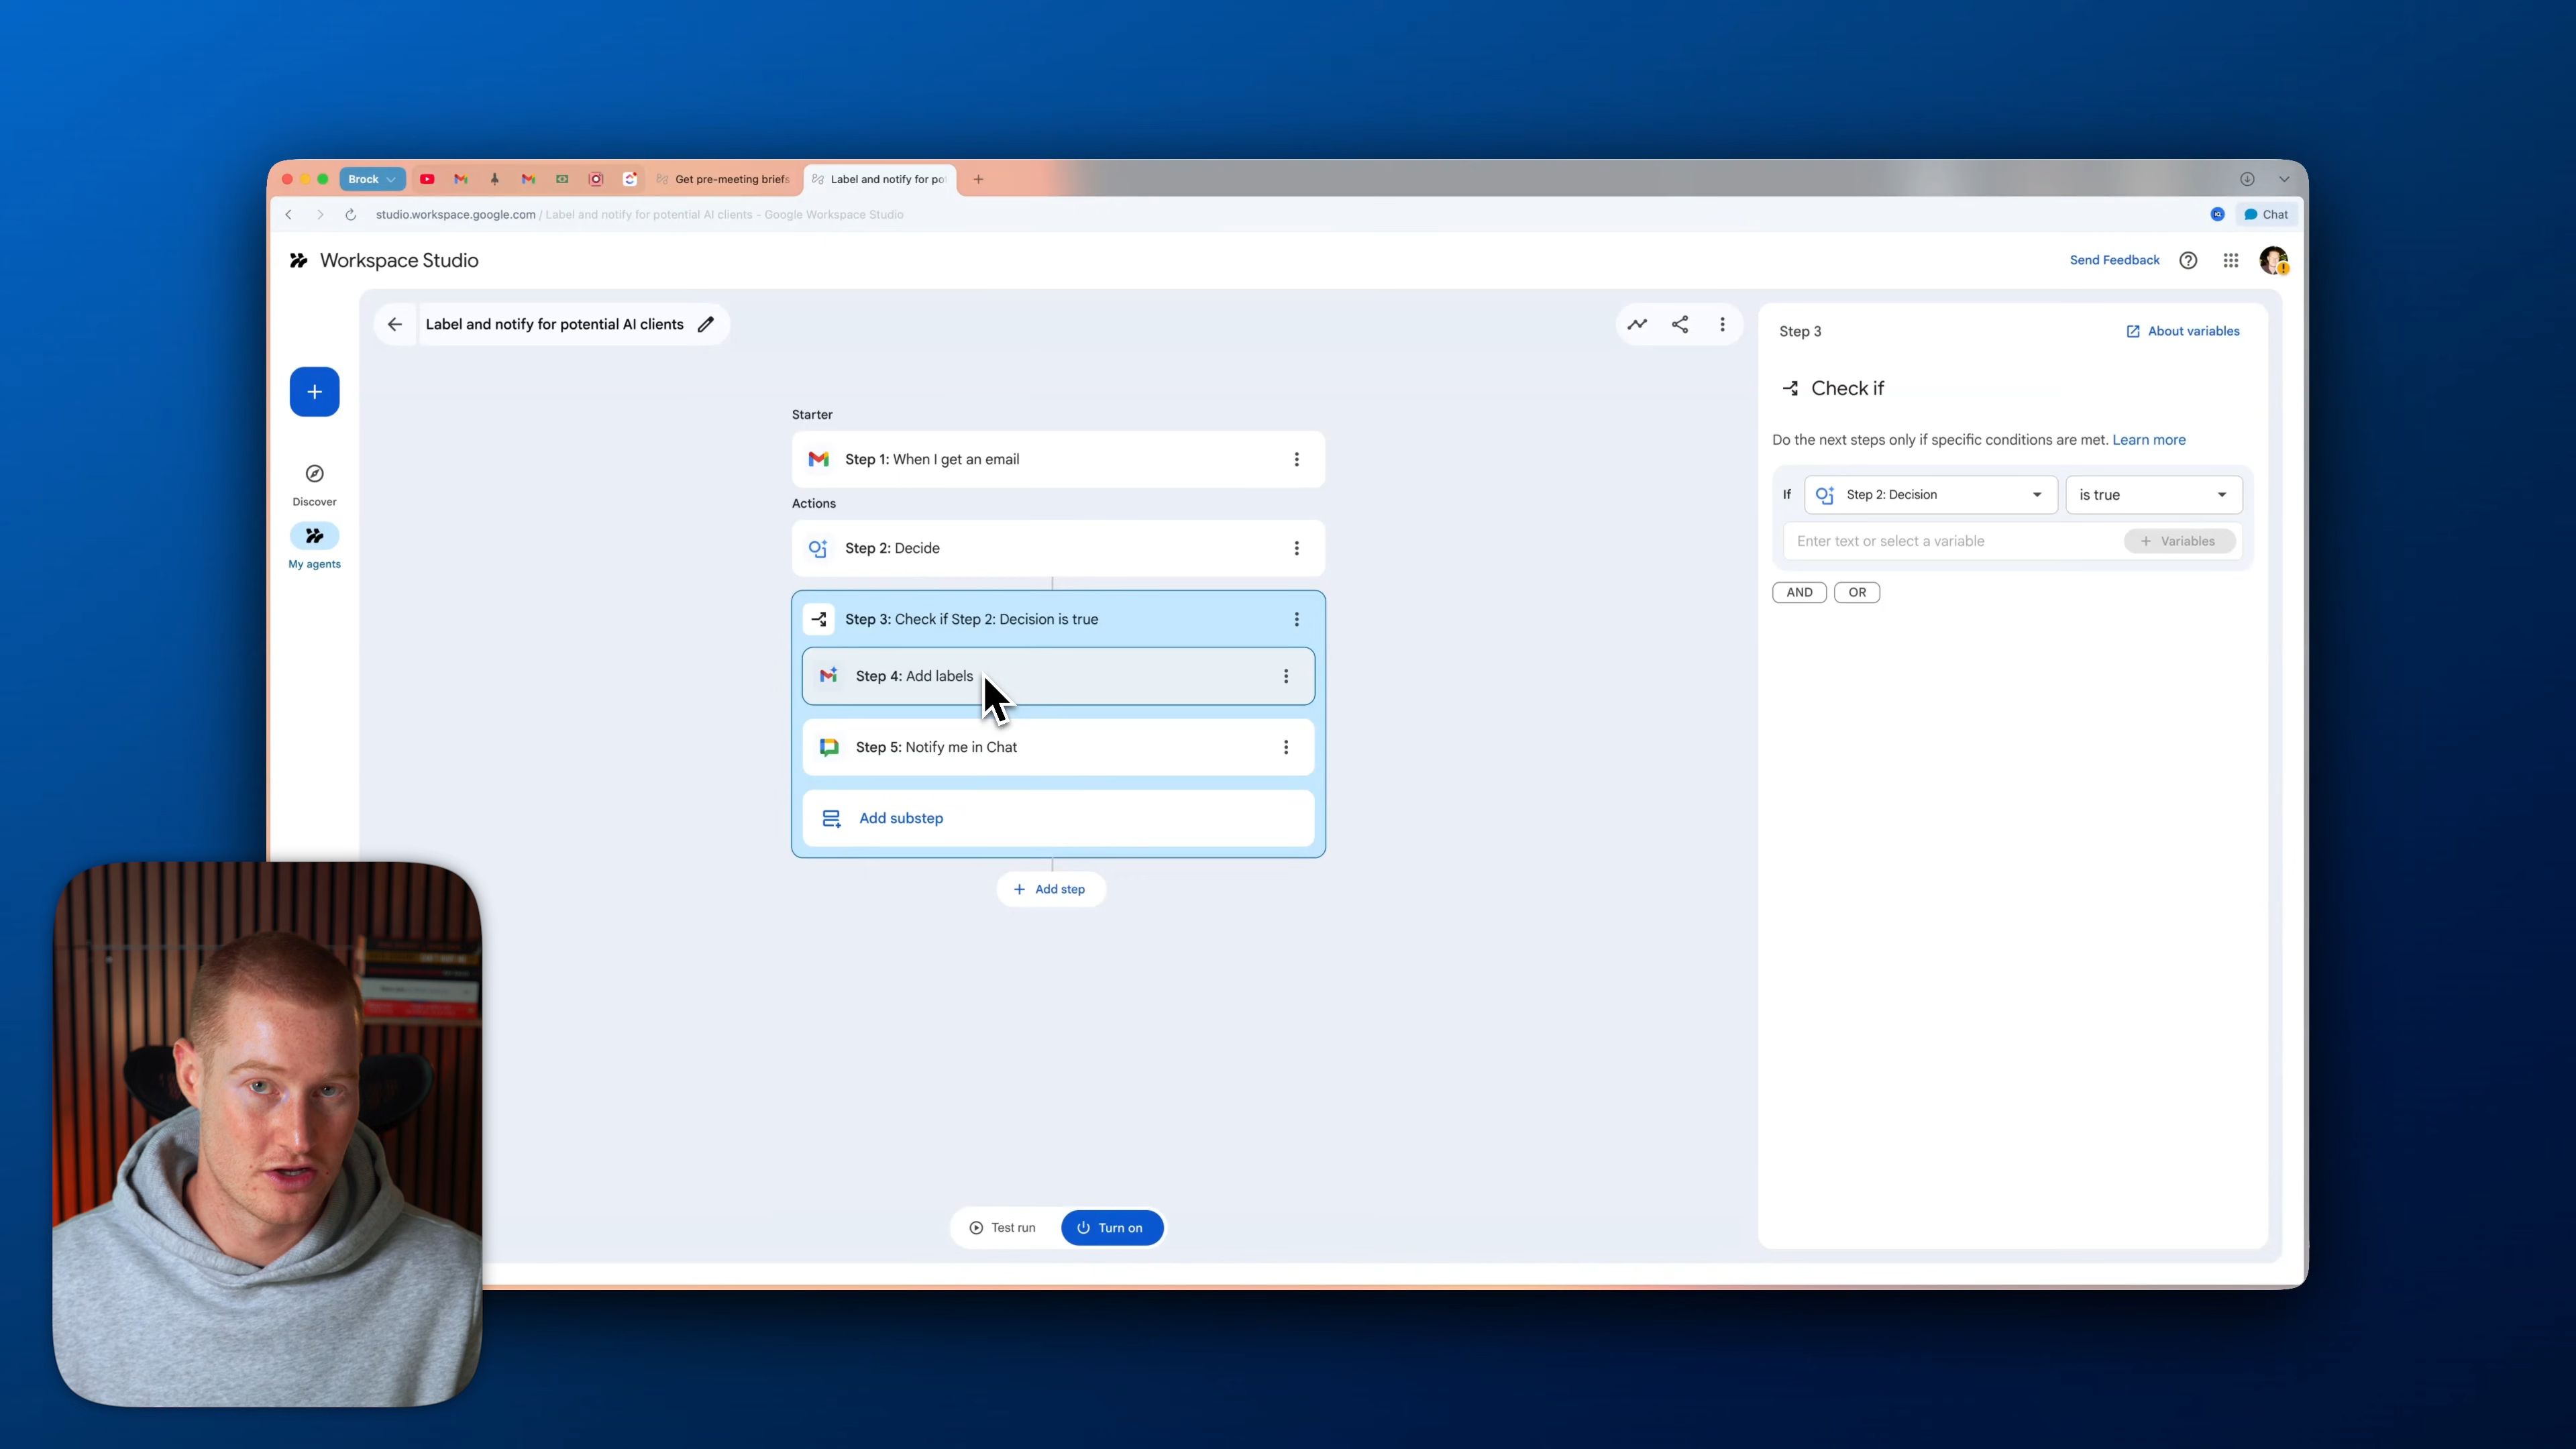 Brock
Get pre-meeting briefs
Label and notify for po
studio.workspace.google.com / Label and notify for potential AI clients - Google Workspace Studio
Chat
Workspace Studio
Send Feedback
Label and notify for potential AI clients
Discover
My agents
Starter
Step 1: When I get an email
Actions
Step 2: Decide
Step 3: Check if Step 2: Decision is true
Step 4: Add labels
Step 5: Notify me in Chat
Add substep
Add step
Test run
Turn on
Step 3
About variables
Check if
Do the next steps only if specific conditions are met. Learn more
If
Step 2: Decision
is true
Enter text or select a variable
Variables
AND
OR